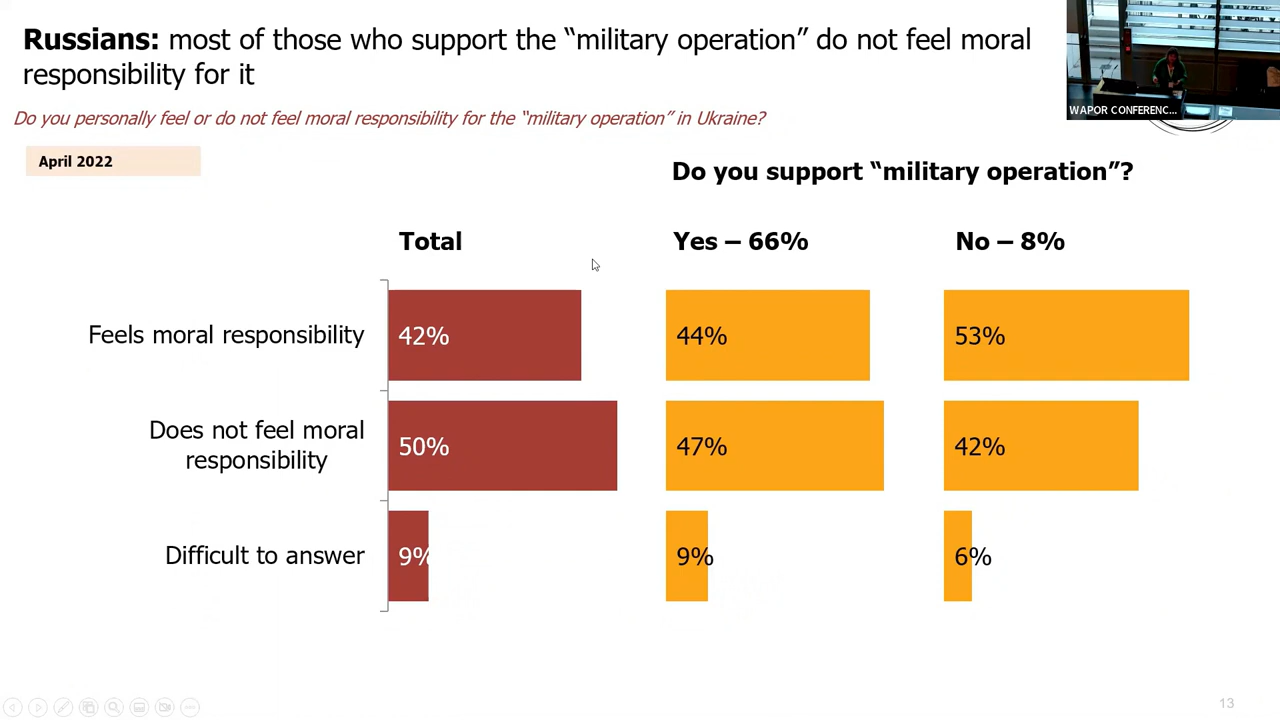 Russians: most of those who support the “military operation” do not feel moral
responsibility for it
WAPOR CONFERENC...
Do you personally feel or do not feel moral responsibility for the “military operation” in Ukraine?
April 2022
Do you support “military operation”?
Total
Yes – 66%
No – 8%
Feels moral responsibility
42%
44%
53%
Does not feel moral
responsibility
50%
47%
42%
Difficult to answer
9%
9%
6%
13